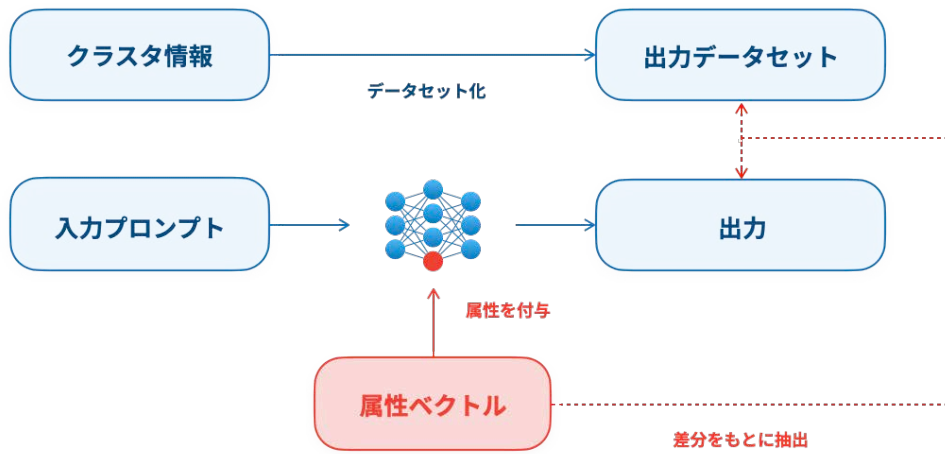 クラスタ情報
出力データセット
データセット化
入力プロンプト
出力
属性を付与
属性ベクトル
差分をもとに抽出